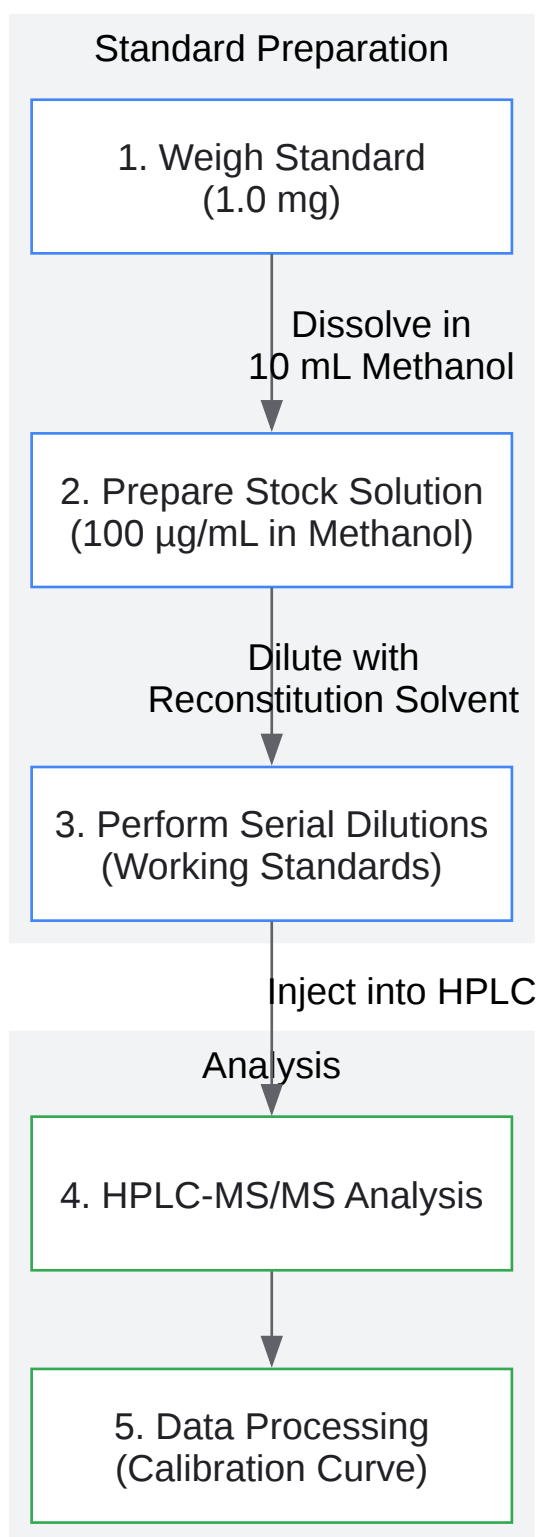 Standard Preparation
1. Weigh Standard
(1.0 mg)
Dissolve in
10 mL Methanol
2. Prepare Stock Solution
(100 µg/mL in Methanol)
Dilute with
Reconstitution Solvent
3. Perform Serial Dilutions
(Working Standards)
Inject into HPLC
Analysis
4. HPLC-MS/MS Analysis
5. Data Processing
(Calibration Curve)